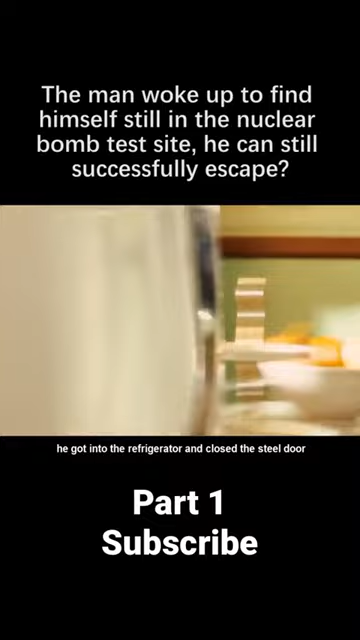 The man woke up to find
himself still in the nuclear
bomb test site, he can still
successfully escape?
he got into the refrigerator and closed the steel door
Part 1
Subscribe